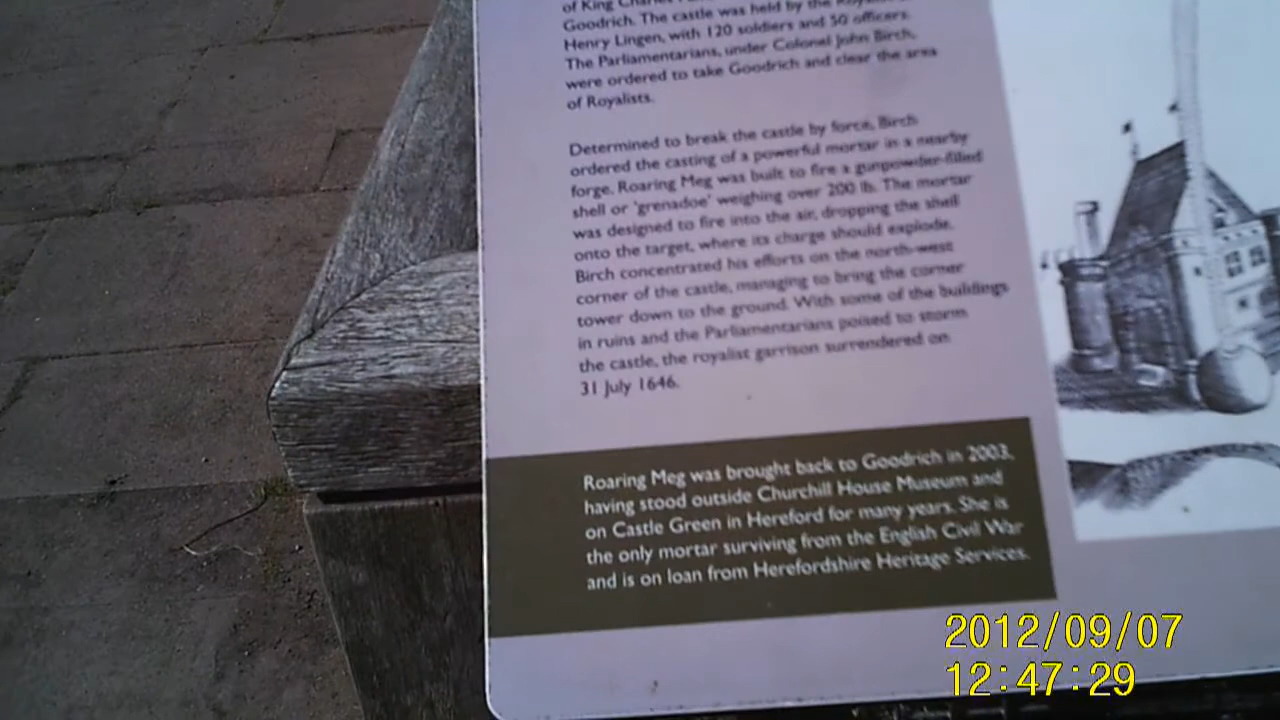 of King Charles
Goodrich. The castle was held by the
Henry Lingen, with 120 soldiers and 50 officers.
The Parliamentarians, under Colonel John Birch,
were ordered to take Goodrich and clear the area
of Royalists.
Determined to break the castle by force, Birch
ordered the casting of a powerful mortar in a nearby
forge. Roaring Meg was built to fire a gunpowder-filled
shell or 'grenadoe' weighing over 200 lb. The mortar
was designed to fire into the air, dropping the shell
onto the target, where its charge should explode.
Birch concentrated his efforts on the north-west
corner of the castle, managing to bring the corner
tower down to the ground. With some of the buildings
in ruins and the Parliamentarians poised to storm
the castle, the royalist garrison surrendered on
31 July 1646.
Roaring Meg was brought back to Goodrich in 2003,
having stood outside Churchill House Museum and
on Castle Green in Hereford for many years. She is
the only mortar surviving from the English Civil War
and is on loan from Herefordshire Heritage Services.
2012/09/07
12:47:29